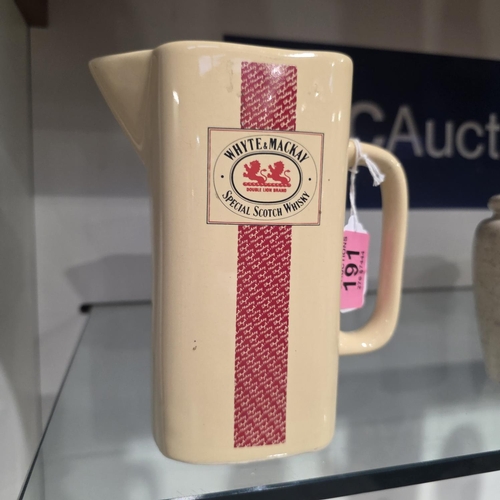 CAuct
WHYTE & MACKAY
DOUBLE LION BRAND
SPECIAL SCOTCH WHISKY
191